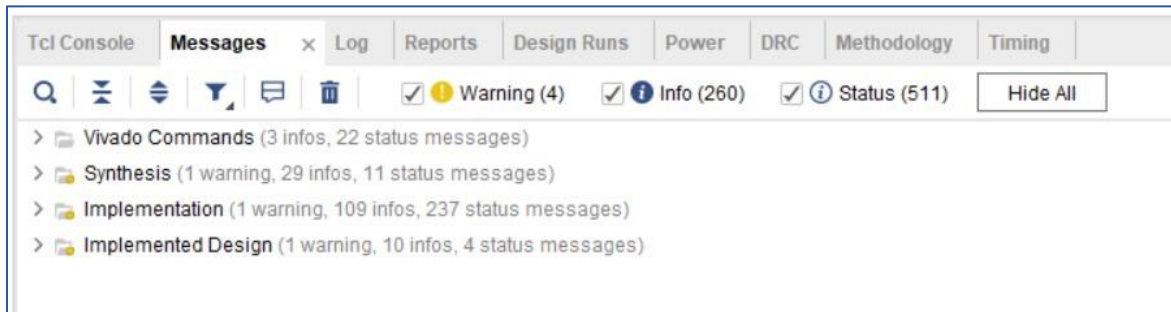 Tcl Console Messages × Log Reports Design Runs Power DRC Methodology Timing
Warning (4) Info (260) Status (511) Hide All
Vivado Commands (3 infos, 22 status messages)
Synthesis (1 warning, 29 infos, 11 status messages)
Implementation (1 warning, 109 infos, 237 status messages)
Implemented Design (1 warning, 10 infos, 4 status messages)